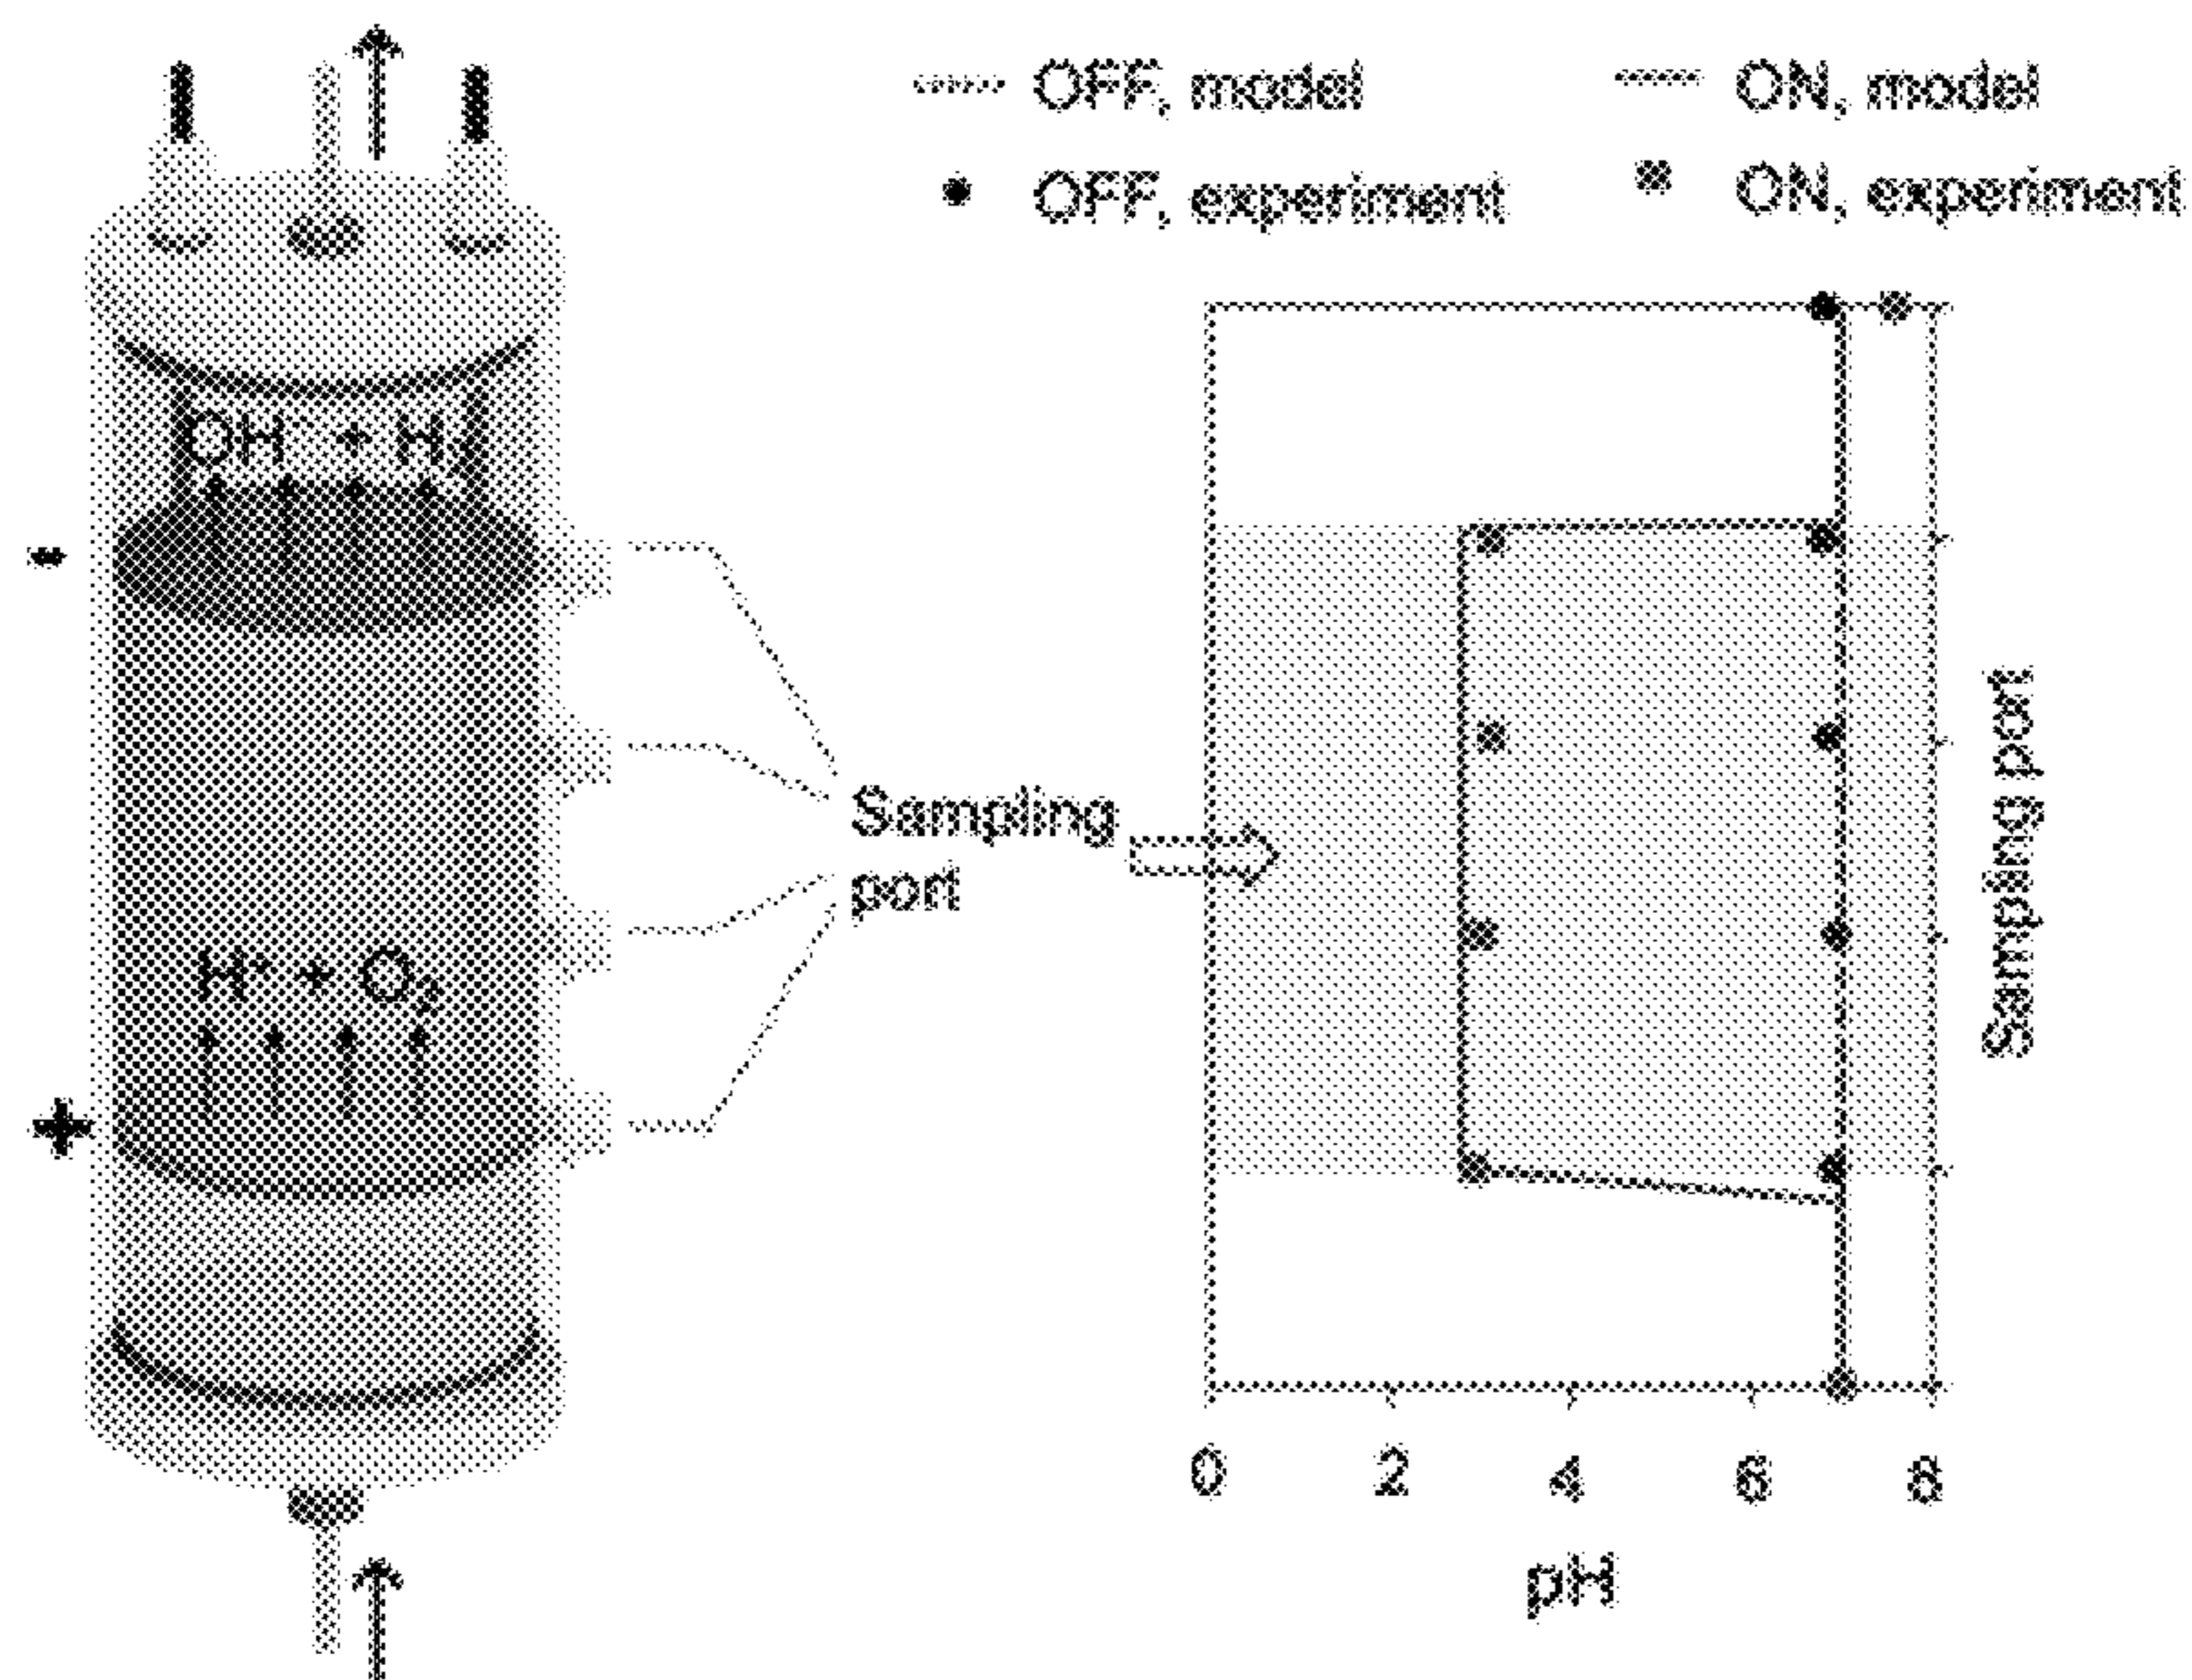 OFF, model
ON, model
OFF, experiment
ON, experiment
OH⁻ + H₂
-
Sampling
port
Sampling port
H⁺ + O₂
+
0 2 4 6 8
pH